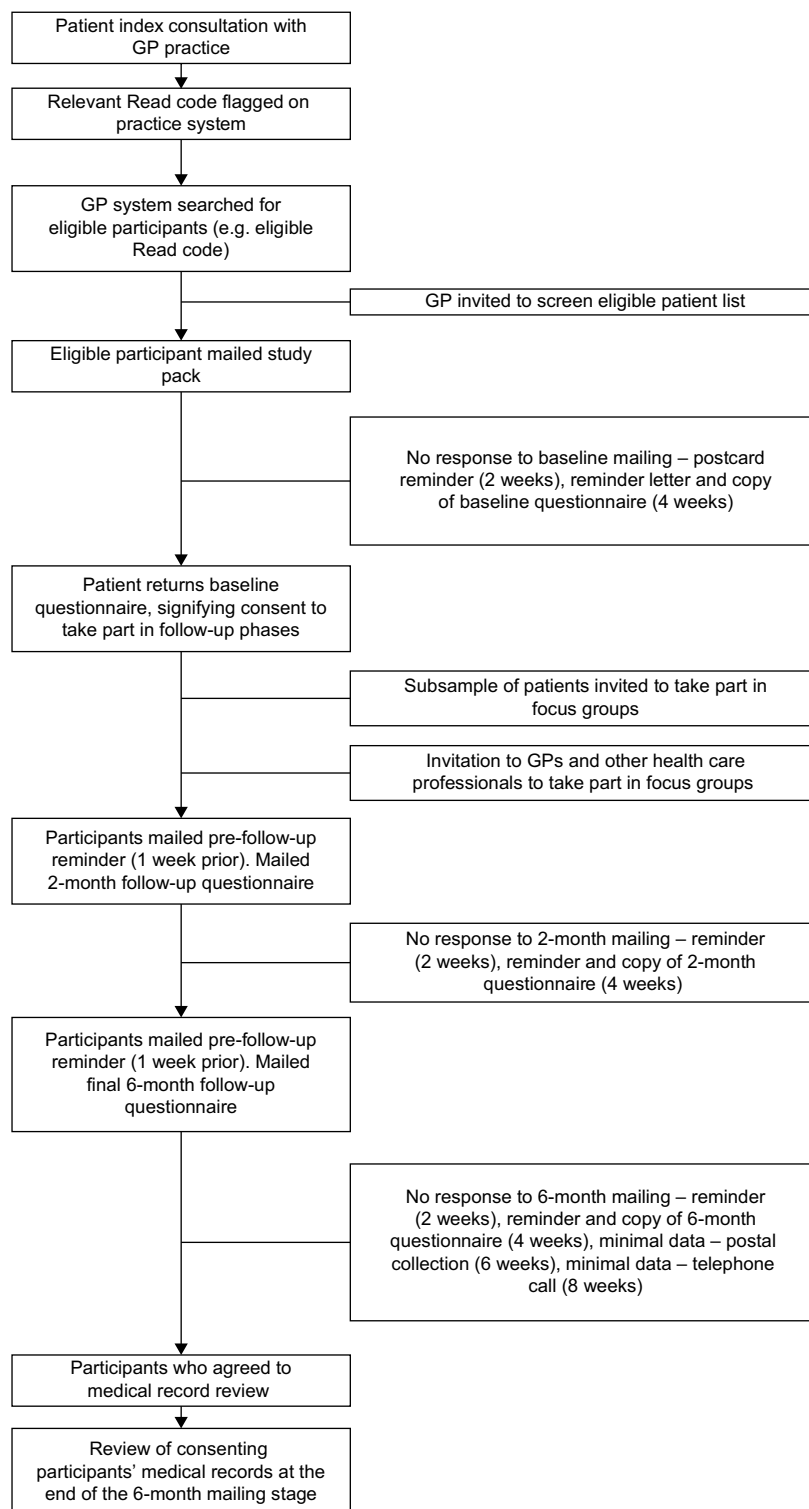 Patient index consultation with
GP practice
Relevant Read code flagged on
practice system
GP system searched for
eligible participants (e.g. eligible
Read code)
GP invited to screen eligible patient list
Eligible participant mailed study
pack
No response to baseline mailing – postcard
reminder (2 weeks), reminder letter and copy
of baseline questionnaire (4 weeks)
Patient returns baseline
questionnaire, signifying consent to
take part in follow-up phases
Subsample of patients invited to take part in
focus groups
Invitation to GPs and other health care
professionals to take part in focus groups
Participants mailed pre-follow-up
reminder (1 week prior). Mailed
2-month follow-up questionnaire
No response to 2-month mailing – reminder
(2 weeks), reminder and copy of 2-month
questionnaire (4 weeks)
Participants mailed pre-follow-up
reminder (1 week prior). Mailed
final 6-month follow-up
questionnaire
No response to 6-month mailing – reminder
(2 weeks), reminder and copy of 6-month
questionnaire (4 weeks), minimal data – postal
collection (6 weeks), minimal data – telephone
call (8 weeks)
Participants who agreed to
medical record review
Review of consenting
participants’ medical records at the
end of the 6-month mailing stage